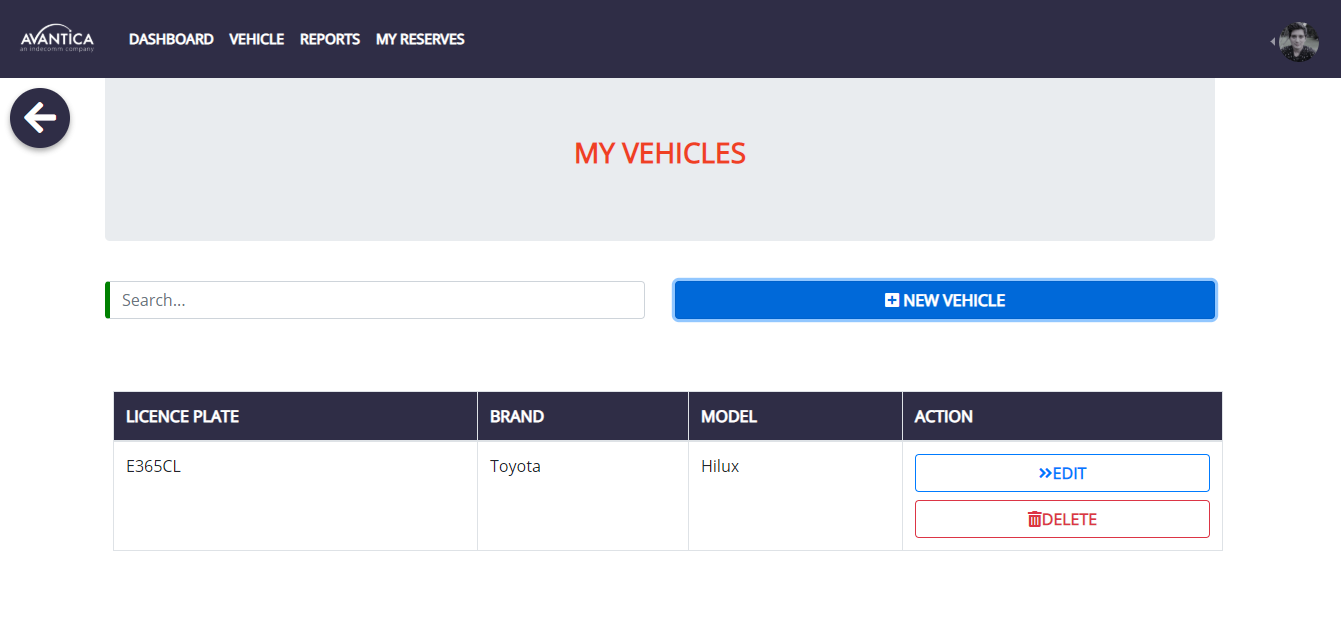 AVANTICA
an indecomm company
DASHBOARD VEHICLE REPORTS MY RESERVES
MY VEHICLES
Search...
NEW VEHICLE
LICENCE PLATE BRAND MODEL ACTION
E365CL Toyota Hilux
EDIT
DELETE